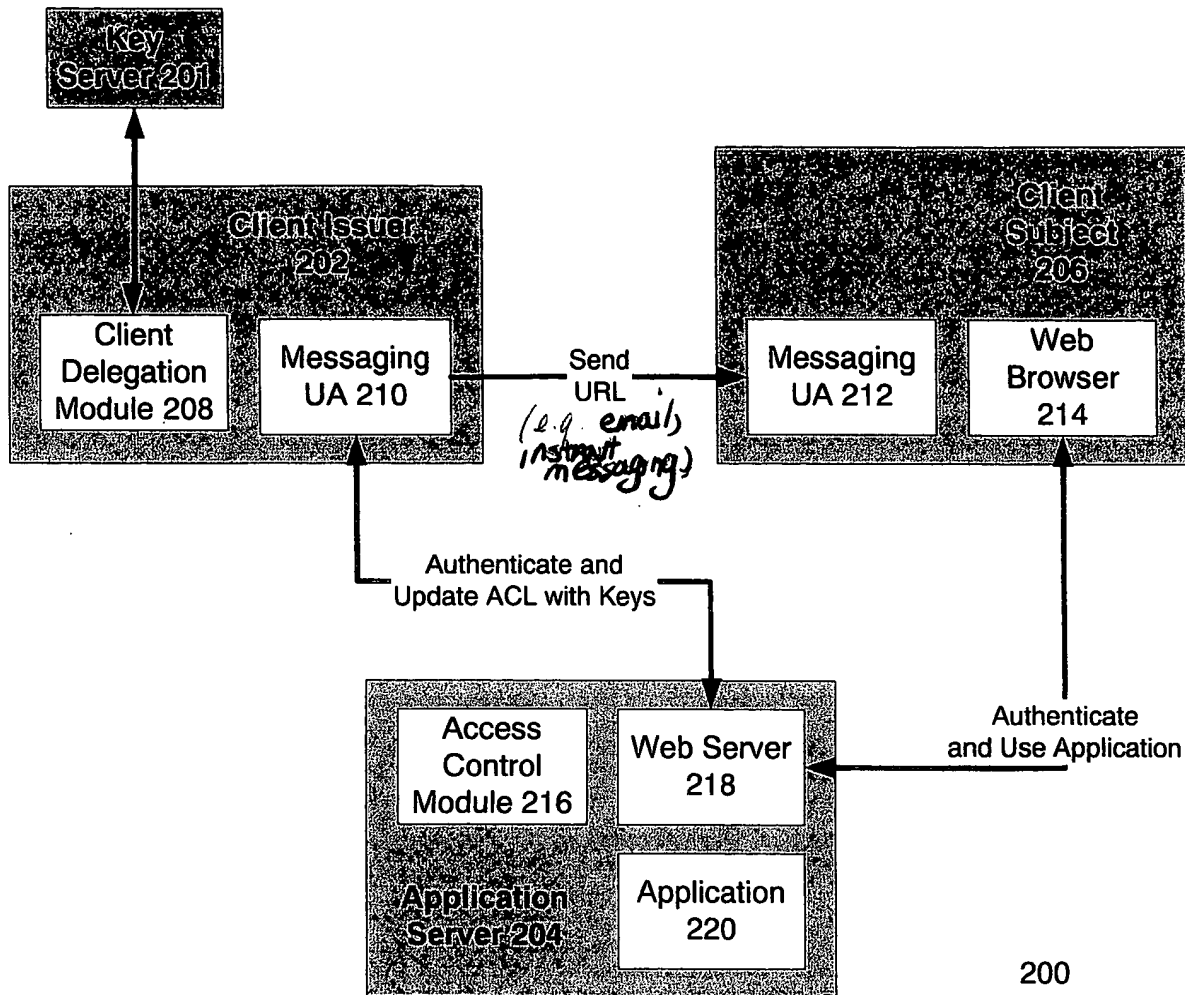 Key
Server 201
Client Issuer
202
Client
Delegation
Module 208
Messaging
UA 210
Send
URL
(e.g. email,
instant
messaging)
Client
Subject
206
Messaging
UA 212
Web
Browser
214
Authenticate and
Update ACL with Keys
Authenticate
and Use Application
Access
Control
Module 216
Web Server
218
Application
Server 204
Application
220
200